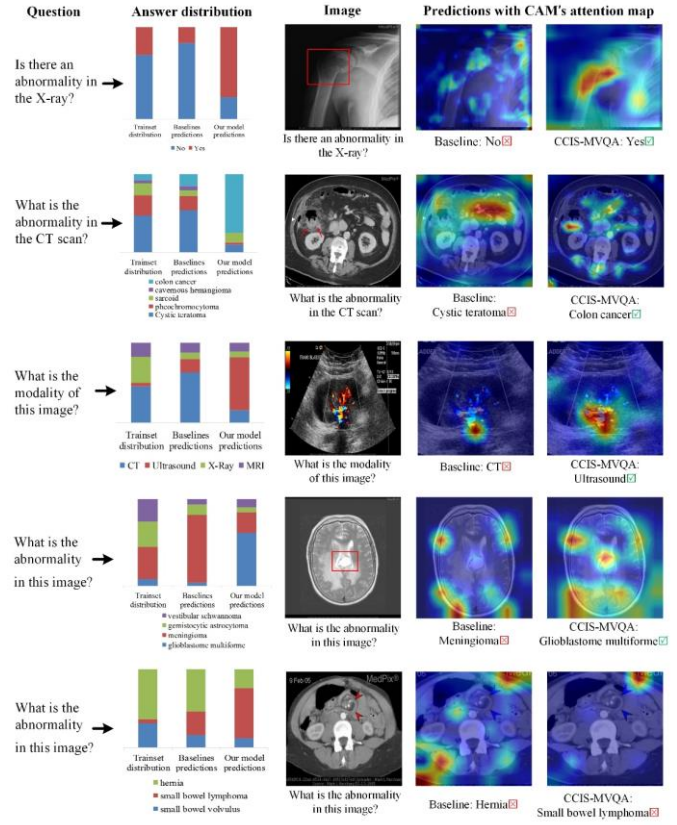 Question
Answer distribution
Image
Predictions with CAM's attention map
Is there an
abnormality in
the X-ray?
Trainset
distribution
Baselines
predictions
Our model
predictions
No Yes
Is there an abnormality in
the X-ray?
Baseline: No
CCIS-MVQA: Yes
What is the
abnormality in
the CT scan?
Trainset
distribution
Baselines
predictions
Our model
predictions
colon cancer
cavernous hemangioma
sarcoid
pheochromocytoma
Cystic teratoma
What is the abnormality
in the CT scan?
Baseline:
Cystic teratoma
CCIS-MVQA:
Colon cancer
What is the
modality of
this image?
Trainset
distribution
Baselines
predictions
Our model
predictions
CT Ultrasound X-Ray MRI
What is the modality
of this image?
Baseline: CT
CCIS-MVQA:
Ultrasound
What is the
abnormality
in this image?
Trainset
distribution
Baselines
predictions
Our model
predictions
vestibular schwannoma
gemistocytic astrocytoma
meningioma
glioblastome multiforme
What is the abnormality
in this image?
Baseline:
Meningioma
CCIS-MVQA:
Glioblastome multiforme
What is the
abnormality
in this image?
Trainset
distribution
Baselines
predictions
Our model
predictions
hernia
small bowel lymphoma
small bowel volvulus
9 Feb 05
MedPix®
What is the abnormality
in this image?
Baseline: Hernia
CCIS-MVQA:
Small bowel lymphoma